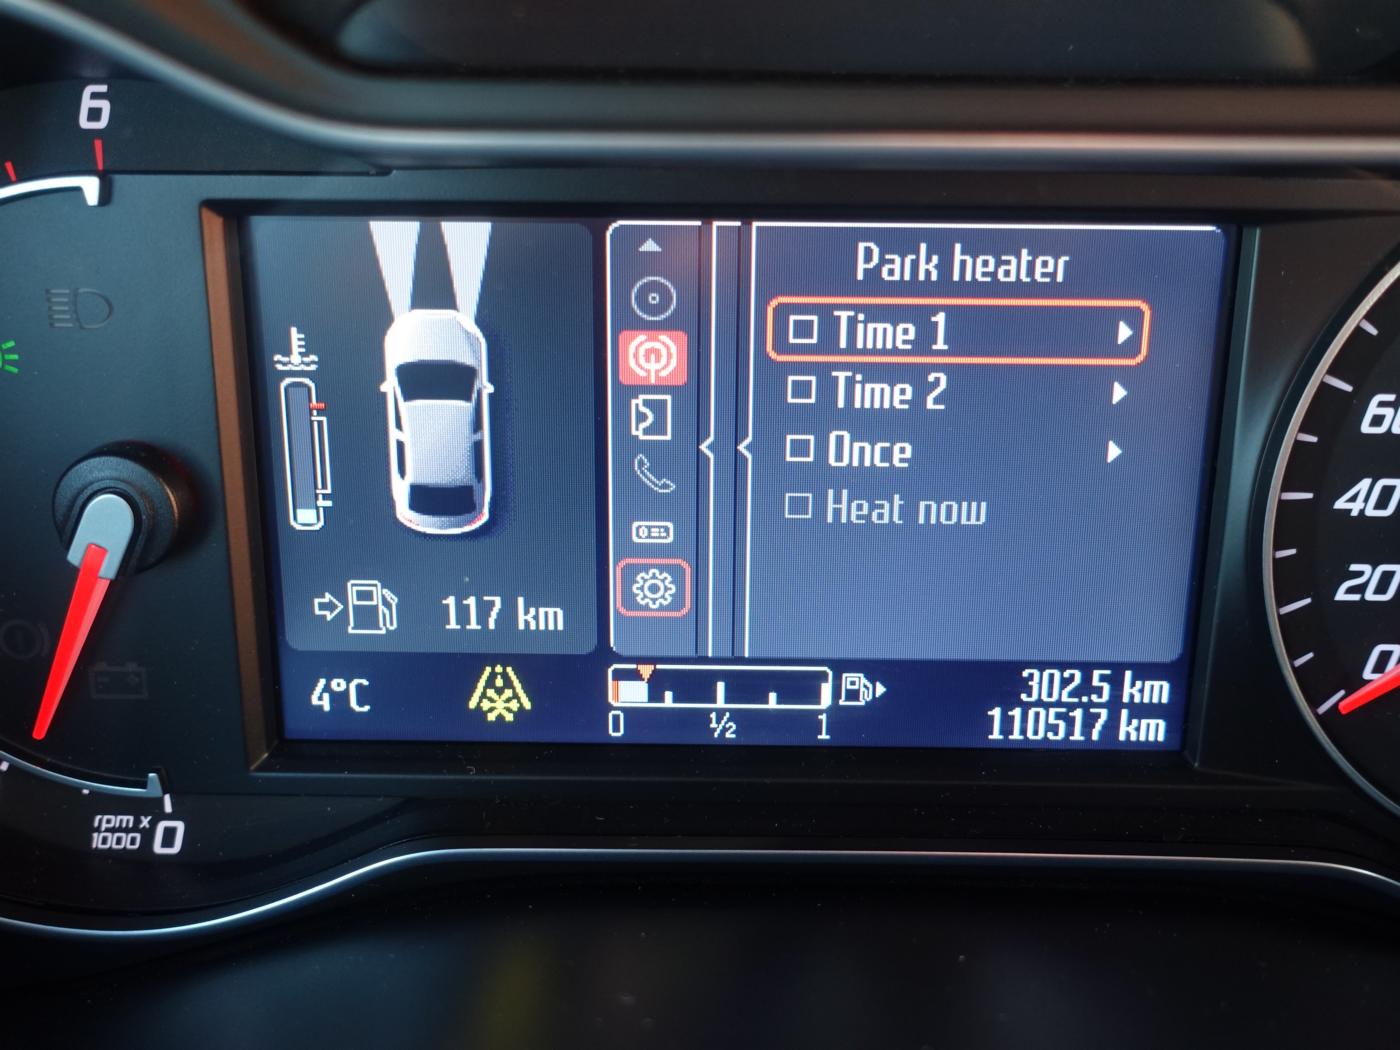 6
Park heater
Time 1
Time 2
Once
Heat now
117 km
4°C
0 ½ 1
302.5 km
110517 km
rpm x
1000 0
40
20
0